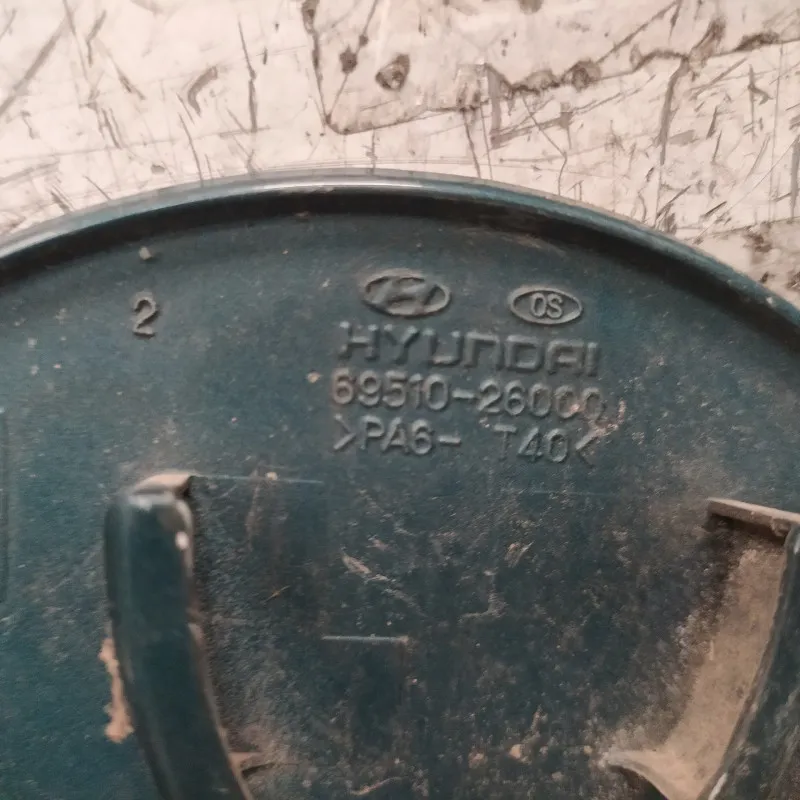 2
OS
HYUNDAI
69510-26000
>PA6- T40<